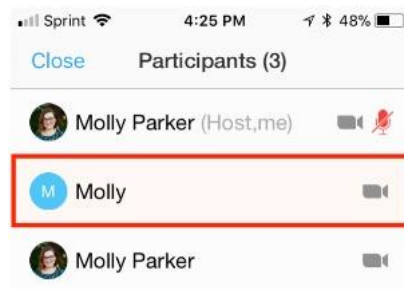 Sprint 4:25 PM 48%
Close Participants (3)
Molly Parker (Host,me)
M Molly
Molly Parker